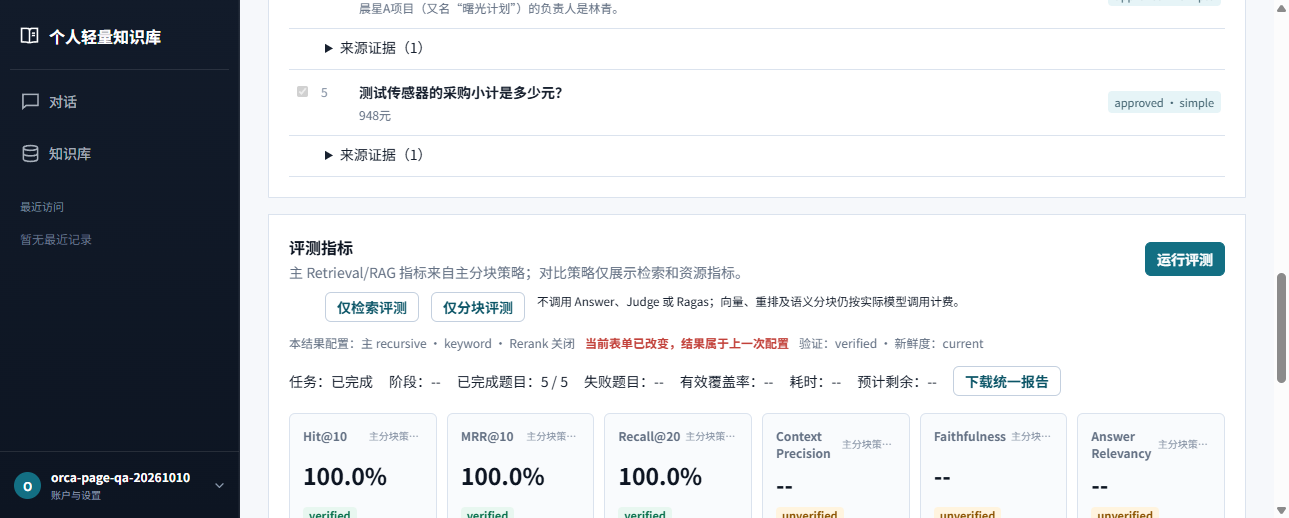 个人轻量知识库
对话
知识库
最近访问
暂无最近记录
orca-page-qa-20261010
O
账户与设置
晨星A项目（又名“曙光计划”）的负责人是林青。
▶ 来源证据（1）
5
测试传感器的采购小计是多少元？
948元
approved · simple
▶ 来源证据（1）
评测指标
主 Retrieval/RAG 指标来自主分块策略；对比策略仅展示检索和资源指标。
运行评测
仅检索评测
仅分块评测
不调用 Answer、Judge 或 Ragas；向量、重排及语义分块仍按实际模型调用计费。
本结果配置：主 recursive · keyword · Rerank 关闭 当前表单已改变，结果属于上一次配置 验证：verified · 新鲜度：current
任务：已完成 阶段：-- 已完成题目：5 / 5 失败题目：-- 有效覆盖率：-- 耗时：-- 预计剩余：-- 下载统一报告
Hit@10 主分块策…
100.0%
verified
MRR@10 主分块策…
100.0%
verified
Recall@20 主分块策…
100.0%
verified
Context Precision 主分块策…
--
unverified
Faithfulness 主分块…
--
unverified
Answer Relevancy 主分块策…
--
unverified